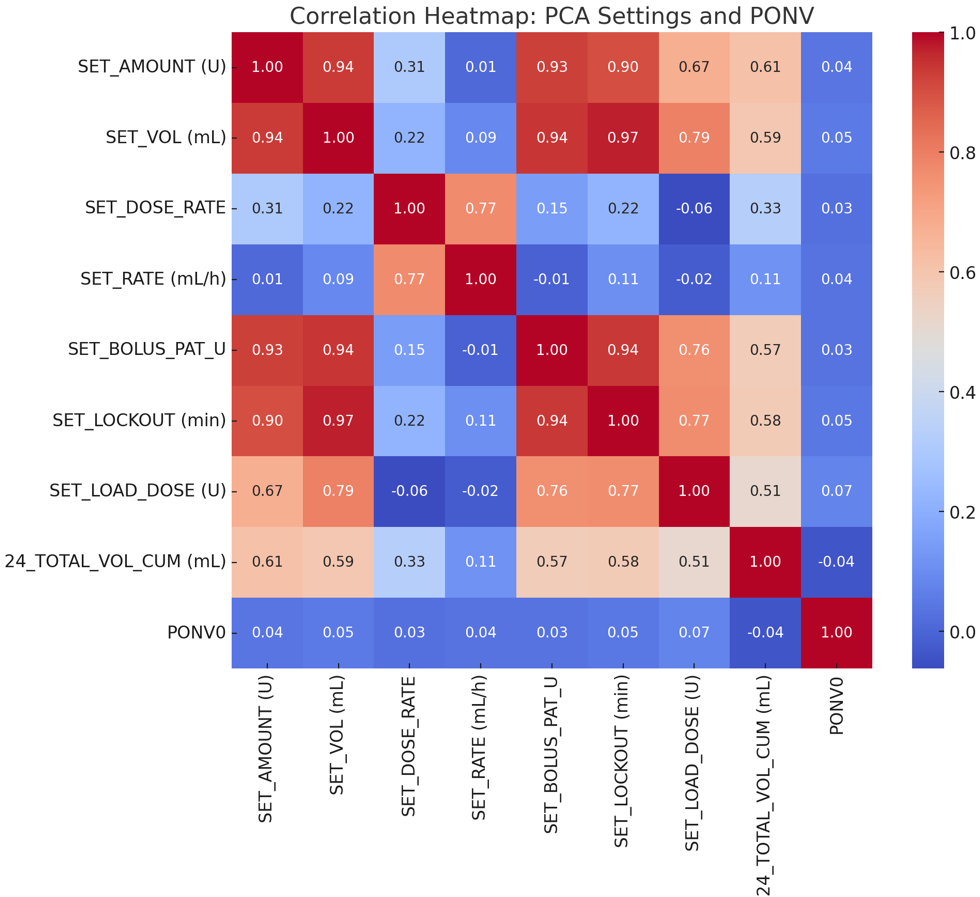 Correlation Heatmap: PCA Settings and PONV
SET_AMOUNT (U) 1.00 0.94 0.31 0.01 0.93 0.90 0.67 0.61 0.04
SET_VOL (mL) 0.94 1.00 0.22 0.09 0.94 0.97 0.79 0.59 0.05
SET_DOSE_RATE 0.31 0.22 1.00 0.77 0.15 0.22 -0.06 0.33 0.03
SET_RATE (mL/h) 0.01 0.09 0.77 1.00 -0.01 0.11 -0.02 0.11 0.04
SET_BOLUS_PAT_U 0.93 0.94 0.15 -0.01 1.00 0.94 0.76 0.57 0.03
SET_LOCKOUT (min) 0.90 0.97 0.22 0.11 0.94 1.00 0.77 0.58 0.05
SET_LOAD_DOSE (U) 0.67 0.79 -0.06 -0.02 0.76 0.77 1.00 0.51 0.07
24_TOTAL_VOL_CUM (mL) 0.61 0.59 0.33 0.11 0.57 0.58 0.51 1.00 -0.04
PONV0 0.04 0.05 0.03 0.04 0.03 0.05 0.07 -0.04 1.00
SET_AMOUNT (U)
SET_VOL (mL)
SET_DOSE_RATE
SET_RATE (mL/h)
SET_BOLUS_PAT_U
SET_LOCKOUT (min)
SET_LOAD_DOSE (U)
24_TOTAL_VOL_CUM (mL)
PONV0
1.0
0.8
0.6
0.4
0.2
0.0